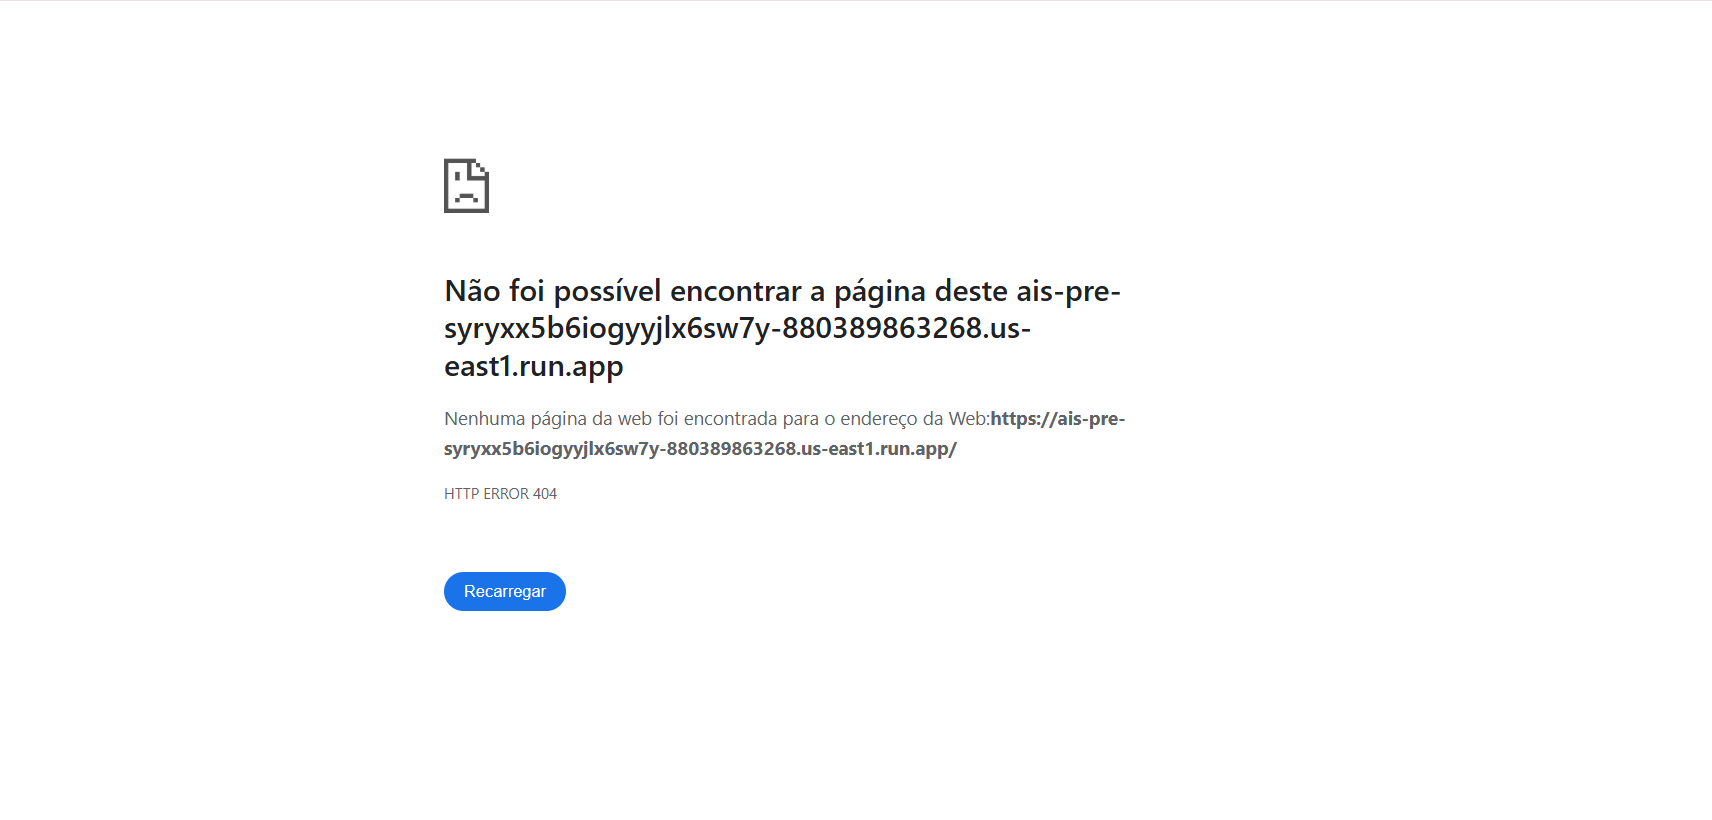 Não foi possível encontrar a página deste ais-pre-
syryxx5b6iogyyjlx6sw7y-880389863268.us-
east1.run.app
Nenhuma página da web foi encontrada para o endereço da Web:https://ais-pre-
syryxx5b6iogyyjlx6sw7y-880389863268.us-east1.run.app/
HTTP ERROR 404
Recarregar